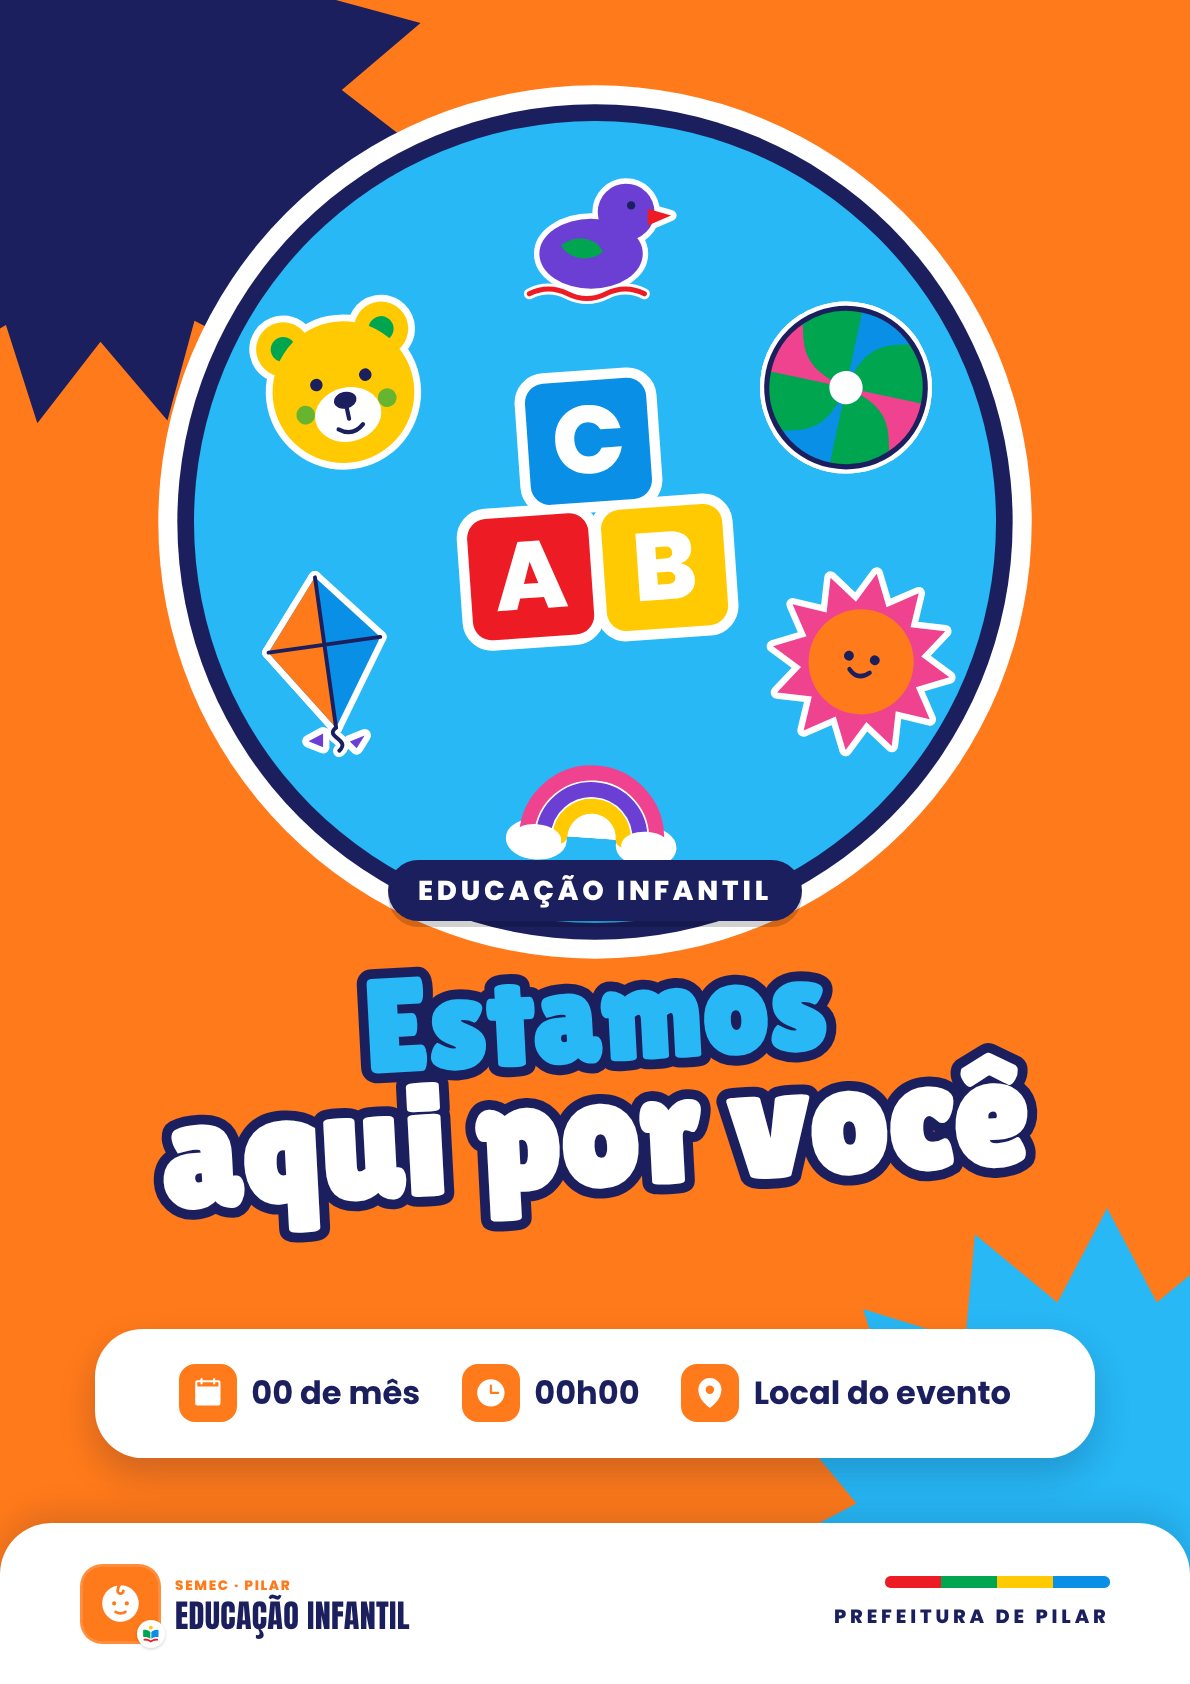 C
A B
EDUCAÇÃO INFANTIL
Estamos
aqui por você
00 de mês 00h00 Local do evento
SEMEC · PILAR
EDUCAÇÃO INFANTIL
PREFEITURA DE PILAR